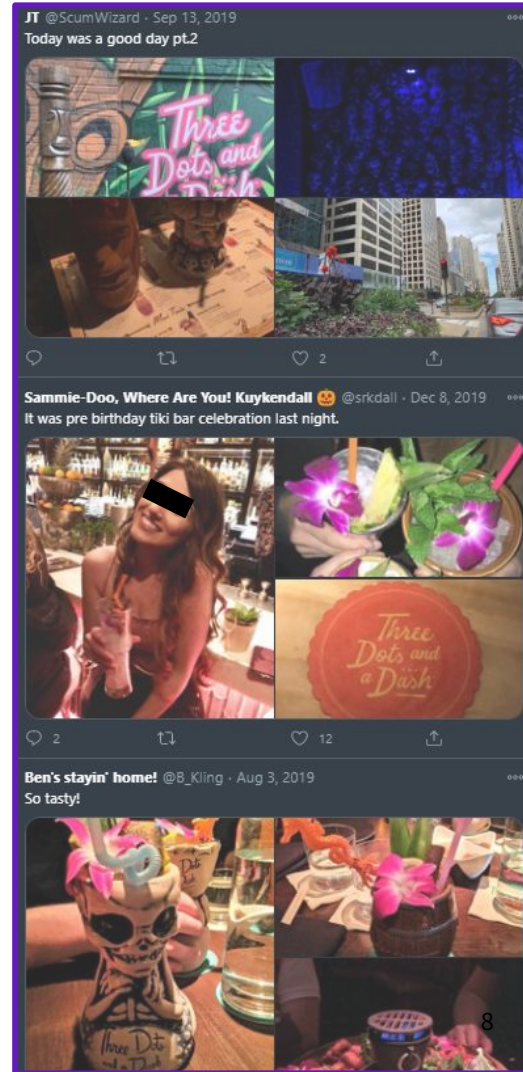 JT @ScumWizard · Sep 13, 2019
Today was a good day pt.2
Three
Dots and
a Dash
2
Sammie-Doo, Where Are You! Kuykendall 🎃 @srkdall · Dec 8, 2019
It was pre birthday tiki bar celebration last night.
Three
Dots and
a Dash
2
12
Ben's stayin' home! @B_Kling · Aug 3, 2019
So tasty!
Dots
Three Dots
and a Dash
8